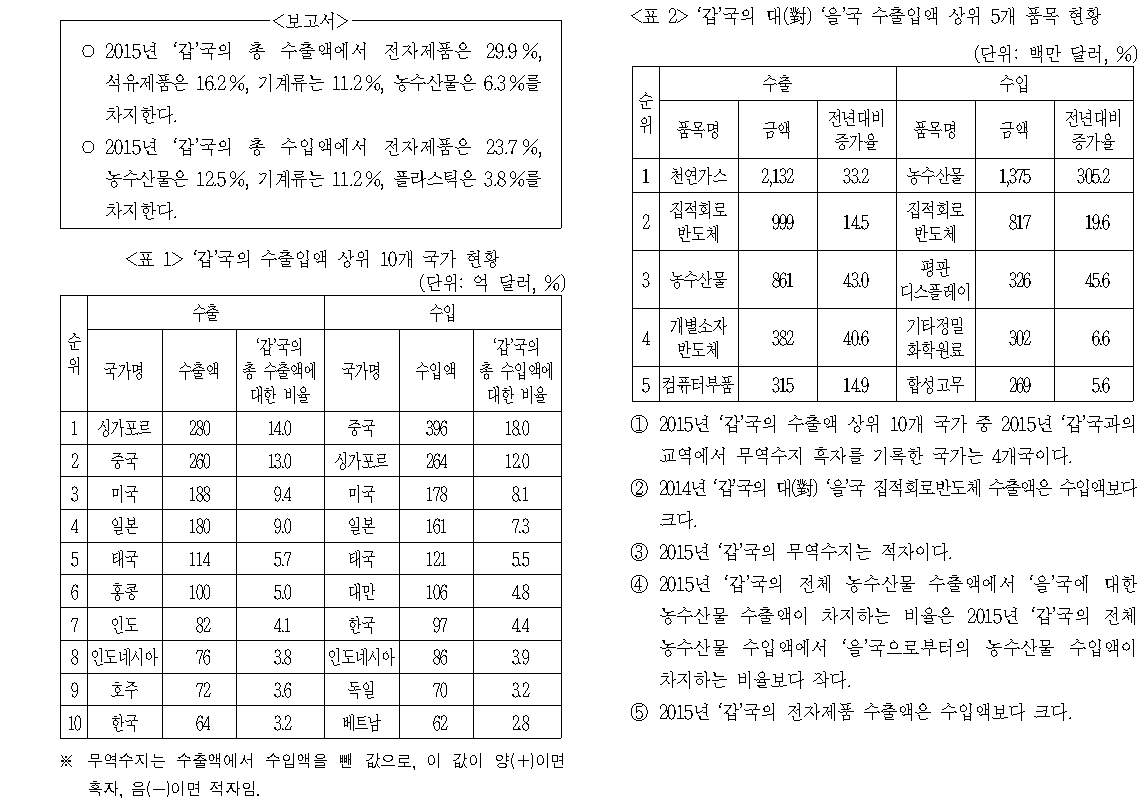 <보고서>
○ 2015년 ‘갑’국의 총 수출액에서 전자제품은 29.9%,
석유제품은 16.2%, 기계류는 11.2%, 농수산물은 6.3%를
차지한다.
○ 2015년 ‘갑’국의 총 수입액에서 전자제품은 23.7%,
농수산물은 12.5%, 기계류는 11.2%, 플라스틱은 3.8%를
차지한다.
<표 1> ‘갑’국의 수출입액 상위 10개 국가 현황
(단위: 억 달러, %)
순위 수출 수입
국가명 수출액 ‘갑’국의 총 수출액에 대한 비율 국가명 수입액 ‘갑’국의 총 수입액에 대한 비율
1 싱가포르 280 14.0 중국 396 18.0
2 중국 260 13.0 싱가포르 264 12.0
3 미국 188 9.4 미국 178 8.1
4 일본 180 9.0 일본 161 7.3
5 태국 114 5.7 태국 121 5.5
6 홍콩 100 5.0 대만 106 4.8
7 인도 82 4.1 한국 97 4.4
8 인도네시아 76 3.8 인도네시아 86 3.9
9 호주 72 3.6 독일 70 3.2
10 한국 64 3.2 베트남 62 2.8
※ 무역수지는 수출액에서 수입액을 뺀 값으로, 이 값이 양(+)이면
흑자, 음(−)이면 적자임.
<표 2> ‘갑’국의 대(對) ‘을’국 수출입액 상위 5개 품목 현황
(단위: 백만 달러, %)
순위 수출 수입
품목명 금액 전년대비 증가율 품목명 금액 전년대비 증가율
1 천연가스 2,132 33.2 농수산물 1,375 305.2
2 집적회로 반도체 999 14.5 집적회로 반도체 817 19.6
3 농수산물 861 43.0 평판 디스플레이 326 45.6
4 개별소자 반도체 382 40.6 기타정밀 화학원료 302 6.6
5 컴퓨터부품 315 14.9 합성고무 269 5.6
① 2015년 ‘갑’국의 수출액 상위 10개 국가 중 2015년 ‘갑’국과의
교역에서 무역수지 흑자를 기록한 국가는 4개국이다.
② 2014년 ‘갑’국의 대(對) ‘을’국 집적회로반도체 수출액은 수입액보다
크다.
③ 2015년 ‘갑’국의 무역수지는 적자이다.
④ 2015년 ‘갑’국의 전체 농수산물 수출액에서 ‘을’국에 대한
농수산물 수출액이 차지하는 비율은 2015년 ‘갑’국의 전체
농수산물 수입액에서 ‘을’국으로부터의 농수산물 수입액이
차지하는 비율보다 작다.
⑤ 2015년 ‘갑’국의 전자제품 수출액은 수입액보다 크다.